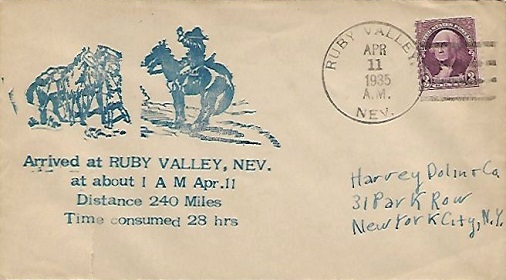 RUBY VALLEY,
APR
11
1935
A.M.
NEV.
3 3
Arrived at RUBY VALLEY, NEV.
at about 1 A M Apr.11
Distance 240 Miles
Time consumed 28 hrs
Harvey Dolin & Co
31 Park Row
New York City, N.Y.